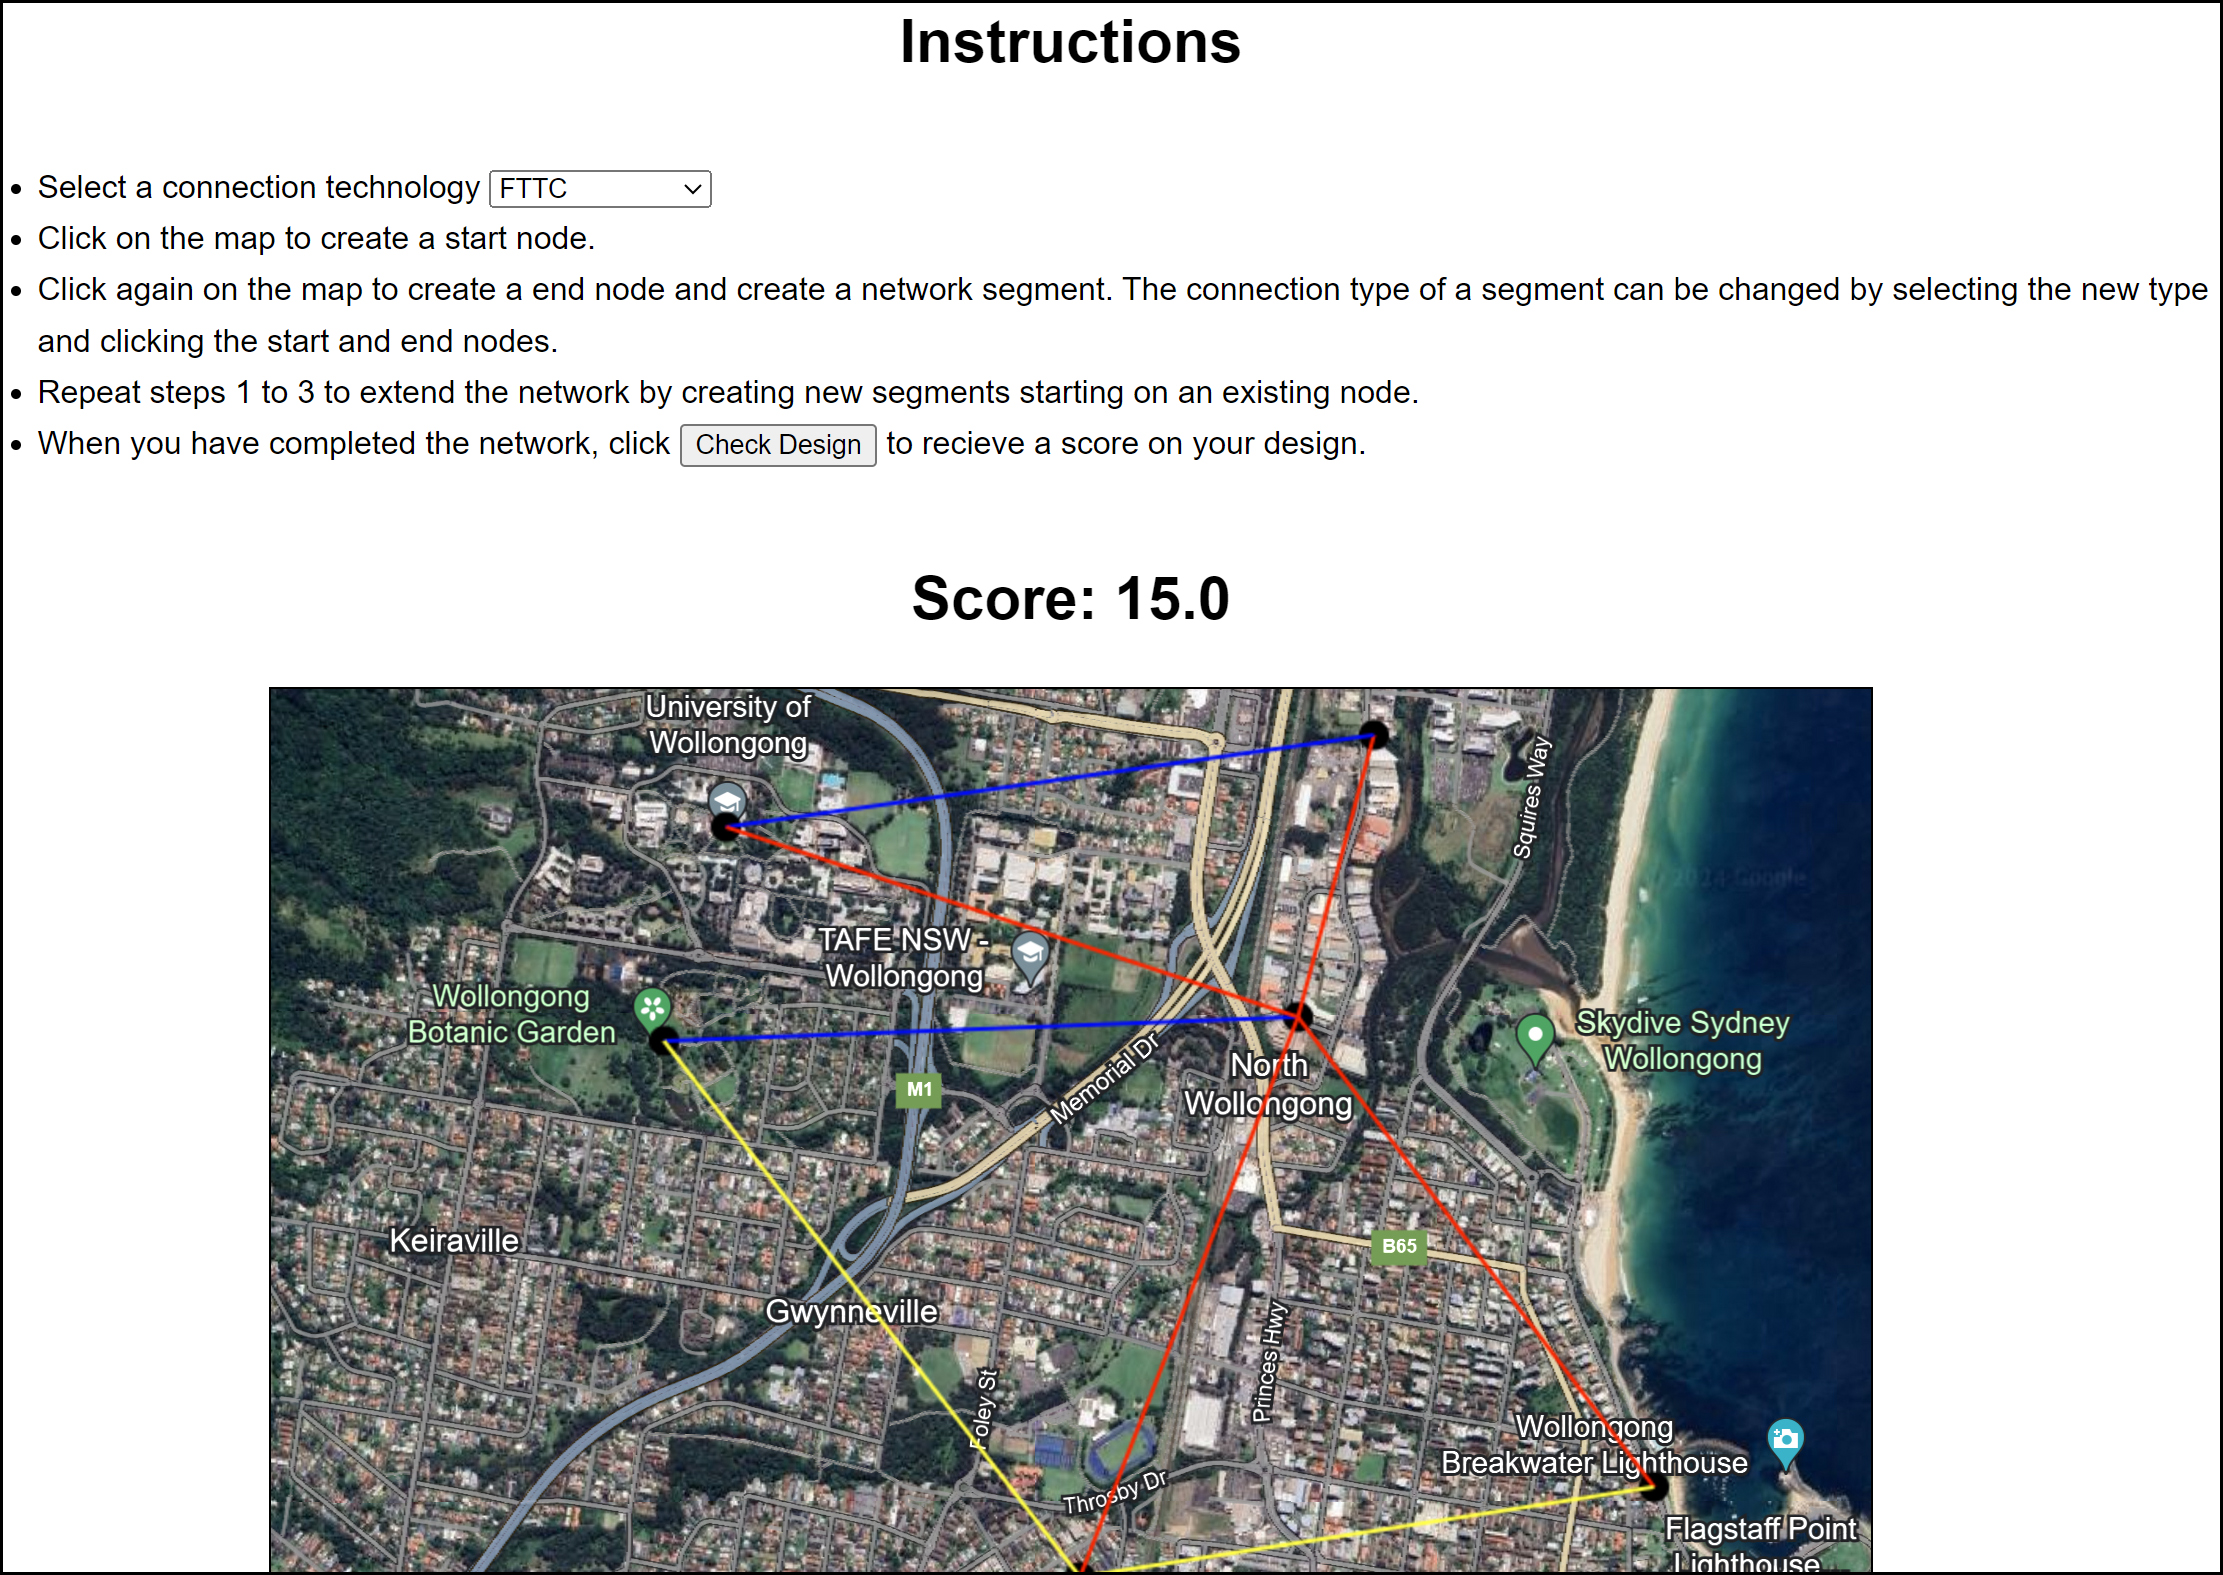 Instructions
Select a connection technology FTTC
Click on the map to create a start node.
Click again on the map to create a end node and create a network segment. The connection type of a segment can be changed by selecting the new type
and clicking the start and end nodes.
Repeat steps 1 to 3 to extend the network by creating new segments starting on an existing node.
When you have completed the network, click Check Design to recieve a score on your design.
Score: 15.0
University of
Wollongong
Squires Way
2024 Google
TAFE NSW -
Wollongong
Wollongong
Botanic Garden
Skydive Sydney
Wollongong
North
Wollongong
M1
Memorial Dr
Keiraville
B65
Gwynneville
Princes Hwy
Foley St
Wollongong
Breakwater Lighthouse
Throsby Dr
Flagstaff Point
Lighthouse